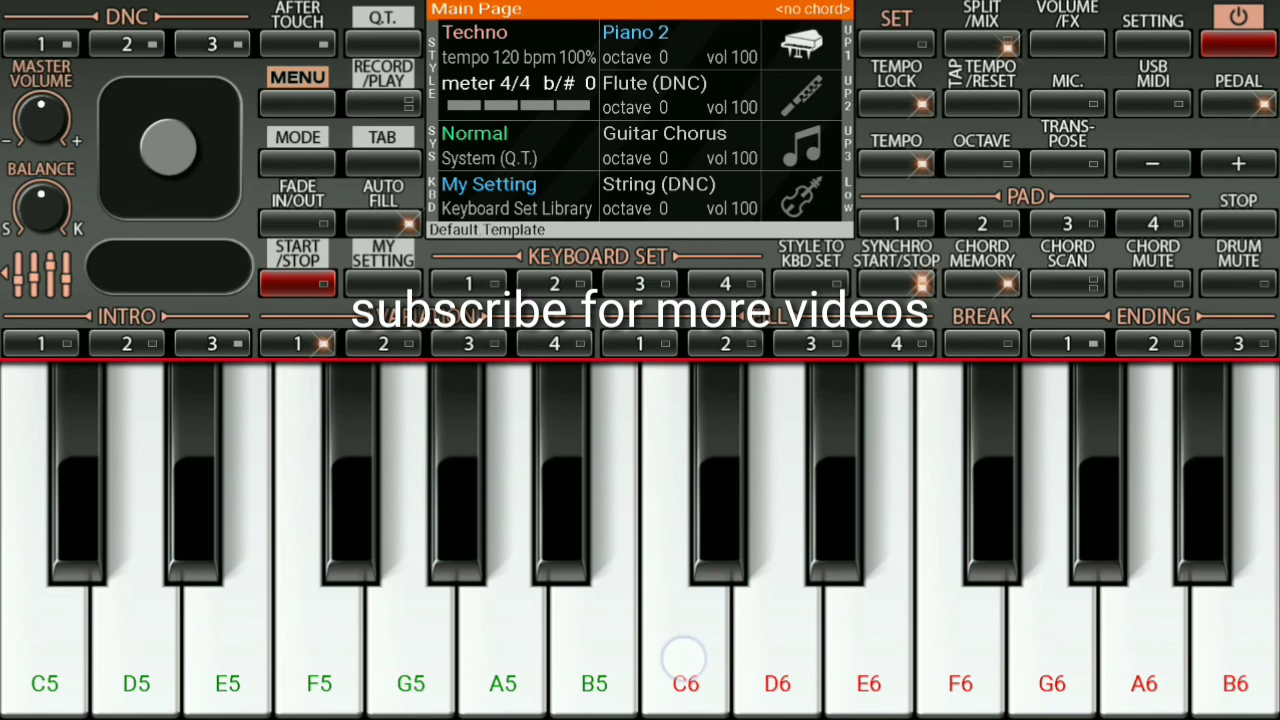 DNC
AFTER TOUCH
Q.T.
1
2
3
MASTER VOLUME
MENU
RECORD /PLAY
MODE
TAB
BALANCE
S
K
FADE IN/OUT
AUTO FILL
START /STOP
MY SETTING
Main Page
<no chord>
STYLE
SYS
KBD
Techno
tempo 120 bpm 100%
meter 4/4 b/# 0
Normal
System (Q.T.)
My Setting
Keyboard Set Library
Piano 2
octave 0 vol 100
Flute (DNC)
octave 0 vol 100
Guitar Chorus
octave 0 vol 100
String (DNC)
octave 0 vol 100
UP1
UP2
UP3
Low
Default Template
SET
SPLIT /MIX
VOLUME /FX
SETTING
TEMPO LOCK
TAP TEMPO /RESET
MIC.
USB MIDI
PEDAL
TEMPO
OCTAVE
TRANS- POSE
−
+
PAD
STOP
1
2
3
4
KEYBOARD SET
STYLE TO KBD SET
SYNCHRO START/STOP
CHORD MEMORY
CHORD SCAN
CHORD MUTE
DRUM MUTE
1
2
3
4
subscribe for more videos
INTRO
BREAK
ENDING
1
2
3
1
2
3
4
1
2
3
4
1
2
3
C5
D5
E5
F5
G5
A5
B5
C6
D6
E6
F6
G6
A6
B6